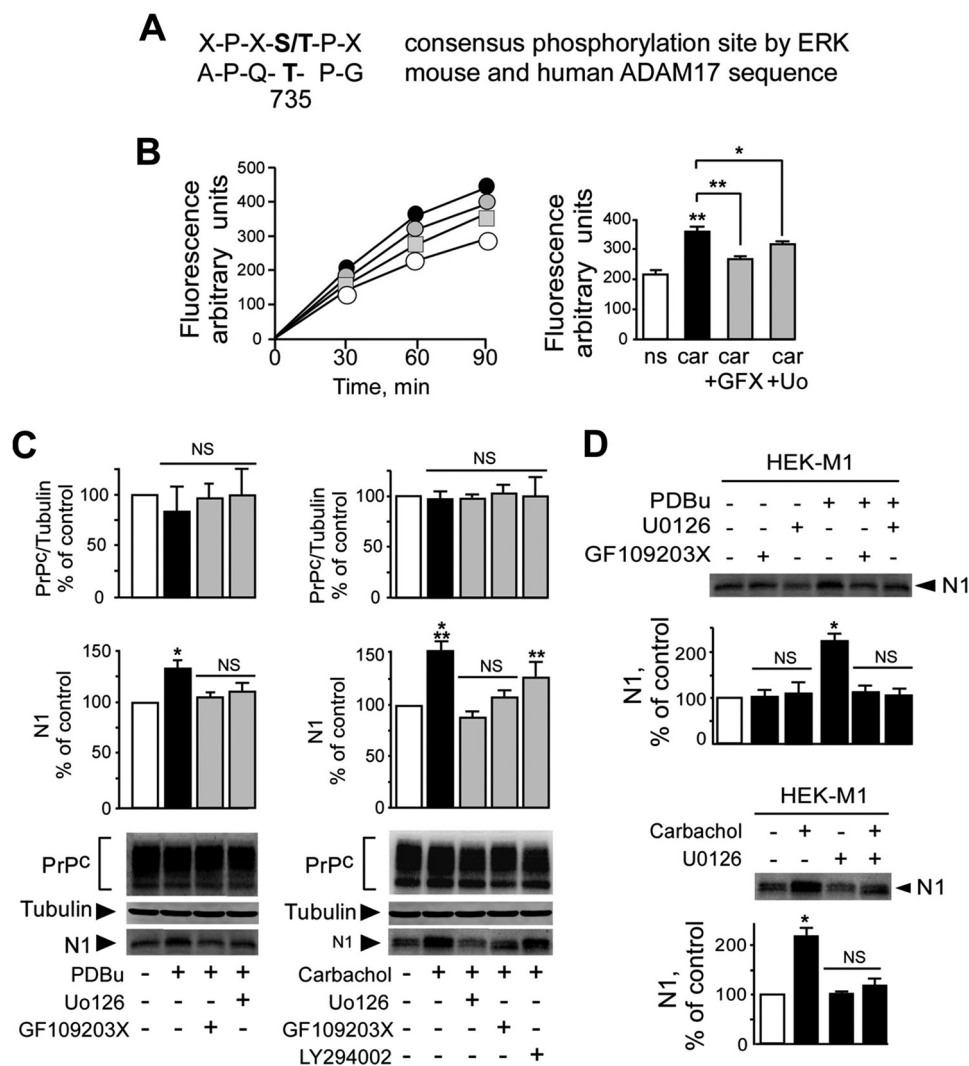 A
X-P-X-S/T-P-X consensus phosphorylation site by ERK
A-P-Q-T- P-G mouse and human ADAM17 sequence
735
B
Fluorescence
arbitrary units
500
400
300
200
100
0
0 30 60 90
Time, min
Fluorescence
arbitrary units
400
300
200
100
0
**
**
*
ns car car car
+GFX +Uo
C
PrPC/Tubulin
% of control
100
50
0
NS
PrPC/Tubulin
% of control
100
50
0
NS
N1
% of control
150
100
50
0
*
NS
N1
% of control
150
100
50
0
*
**
NS
**
PrPC
Tubulin
N1
PDBu - + + +
Uo126 - - - +
GF109203X - - + -
PrPC
Tubulin
N1
Carbachol - + + + +
Uo126 - - + - -
GF109203X - - - + -
LY294002 - - - - +
D
HEK-M1
PDBu - - - + + +
U0126 - - + - - +
GF109203X - + - - + -
N1
N1,
% of control
200
100
0
NS
*
NS
HEK-M1
Carbachol - + - +
U0126 - - + +
N1
N1,
% of control
200
100
0
*
NS